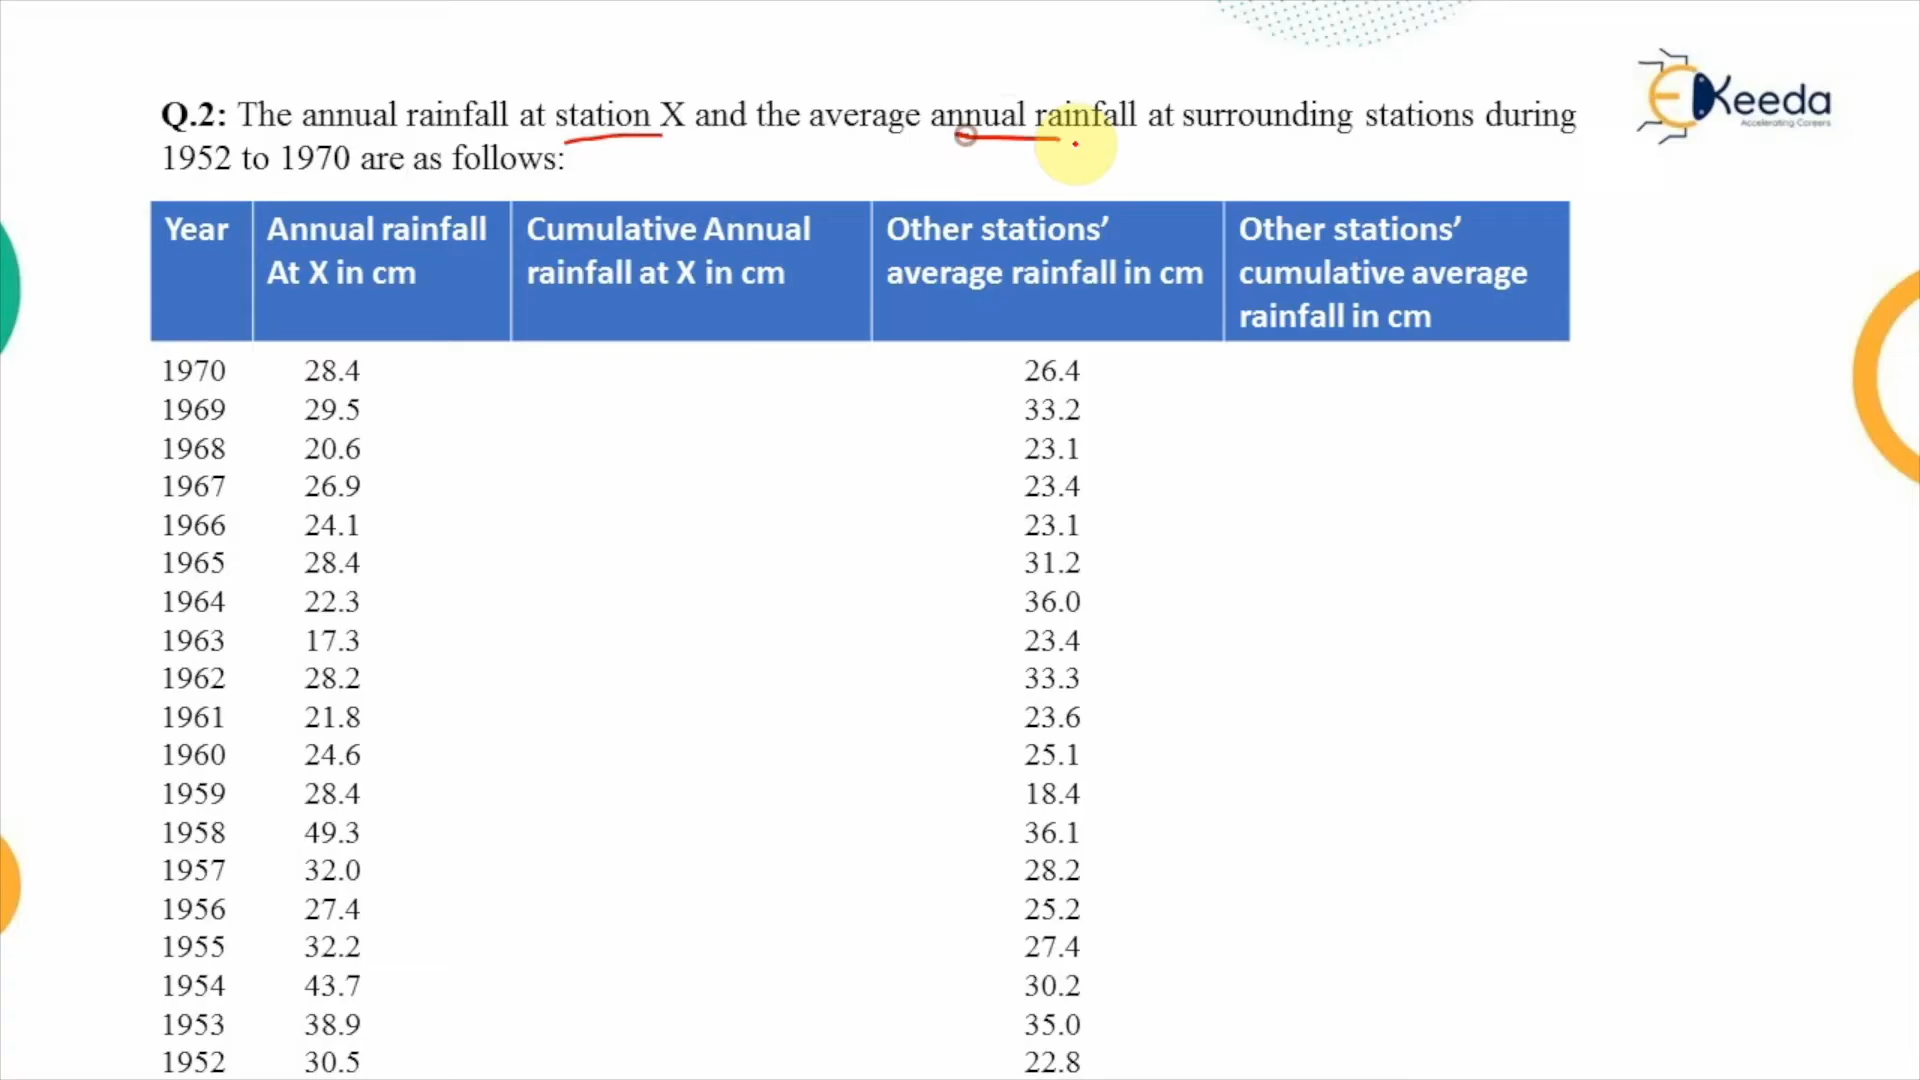 Q.2: The annual rainfall at station X and the average annual rainfall at surrounding stations during
1952 to 1970 are as follows:
EKeeda
Accelerating Careers
Year Annual rainfall At X in cm Cumulative Annual rainfall at X in cm Other stations’ average rainfall in cm Other stations’ cumulative average rainfall in cm
1970 28.4 26.4
1969 29.5 33.2
1968 20.6 23.1
1967 26.9 23.4
1966 24.1 23.1
1965 28.4 31.2
1964 22.3 36.0
1963 17.3 23.4
1962 28.2 33.3
1961 21.8 23.6
1960 24.6 25.1
1959 28.4 18.4
1958 49.3 36.1
1957 32.0 28.2
1956 27.4 25.2
1955 32.2 27.4
1954 43.7 30.2
1953 38.9 35.0
1952 30.5 22.8